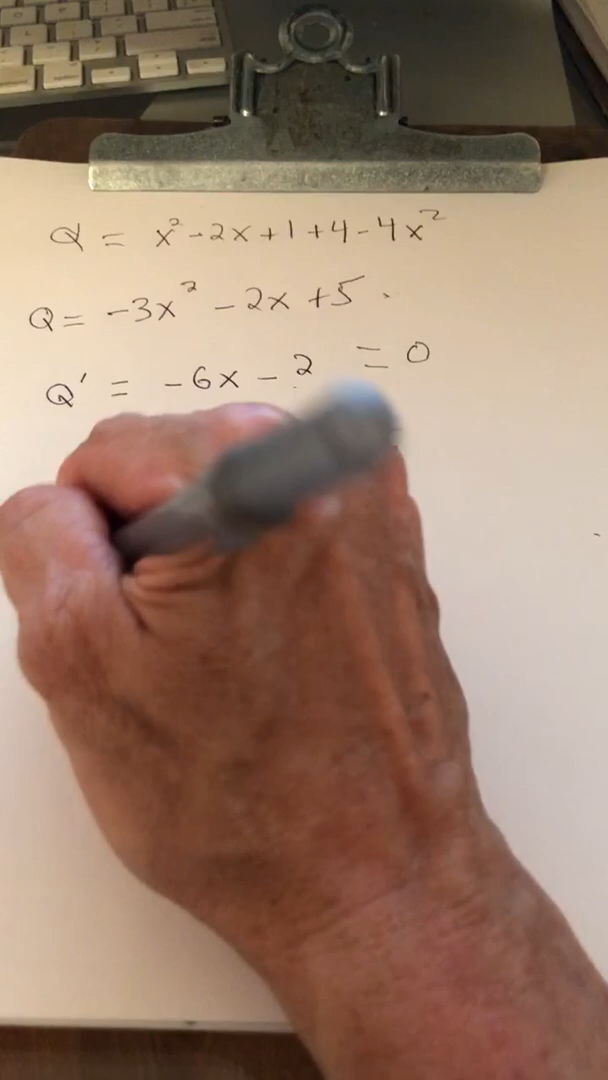 Q = x² - 2x + 1 + 4 - 4x²
Q = -3x² - 2x + 5.
Q' = -6x - 2 = 0